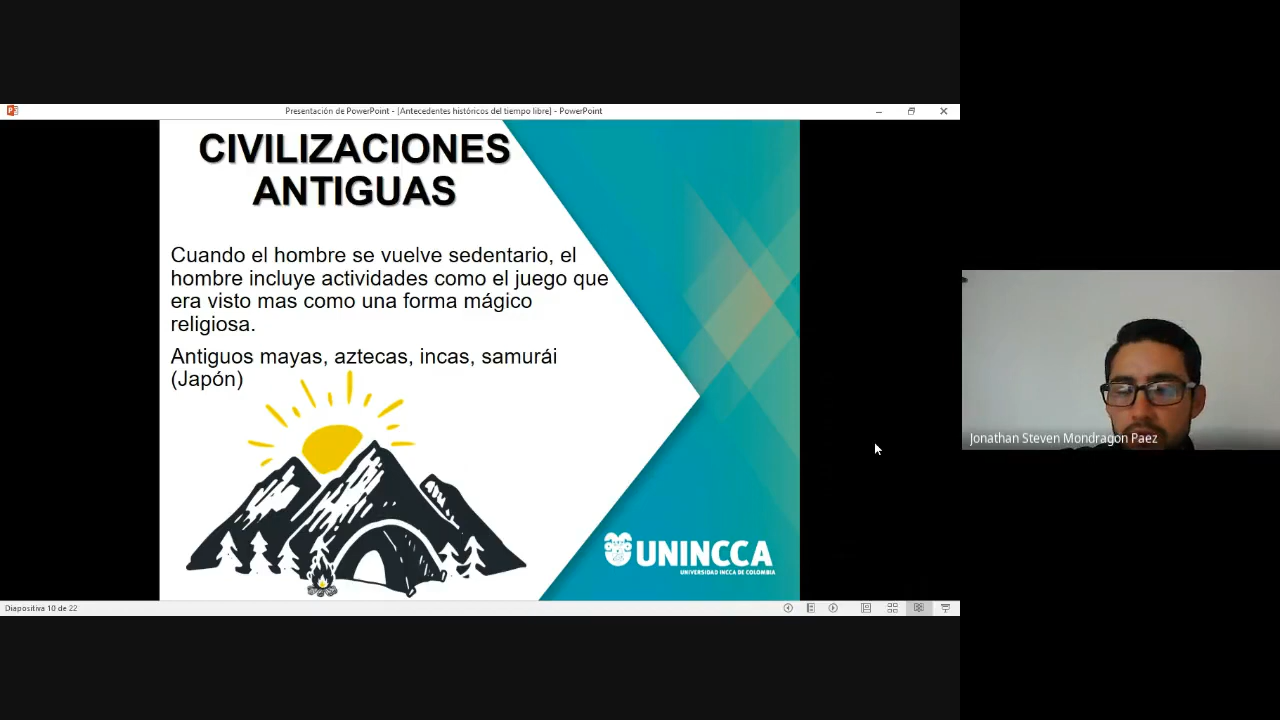 Presentación de PowerPoint - [Antecedentes históricos del tiempo libre] - PowerPoint
CIVILIZACIONES
ANTIGUAS
Cuando el hombre se vuelve sedentario, el
hombre incluye actividades como el juego que
era visto mas como una forma mágico
religiosa.
Antiguos mayas, aztecas, incas, samurái
(Japón)
UNINCCA
UNIVERSIDAD INCCA DE COLOMBIA
Jonathan Steven Mondragon Paez
Diapositiva 10 de 22